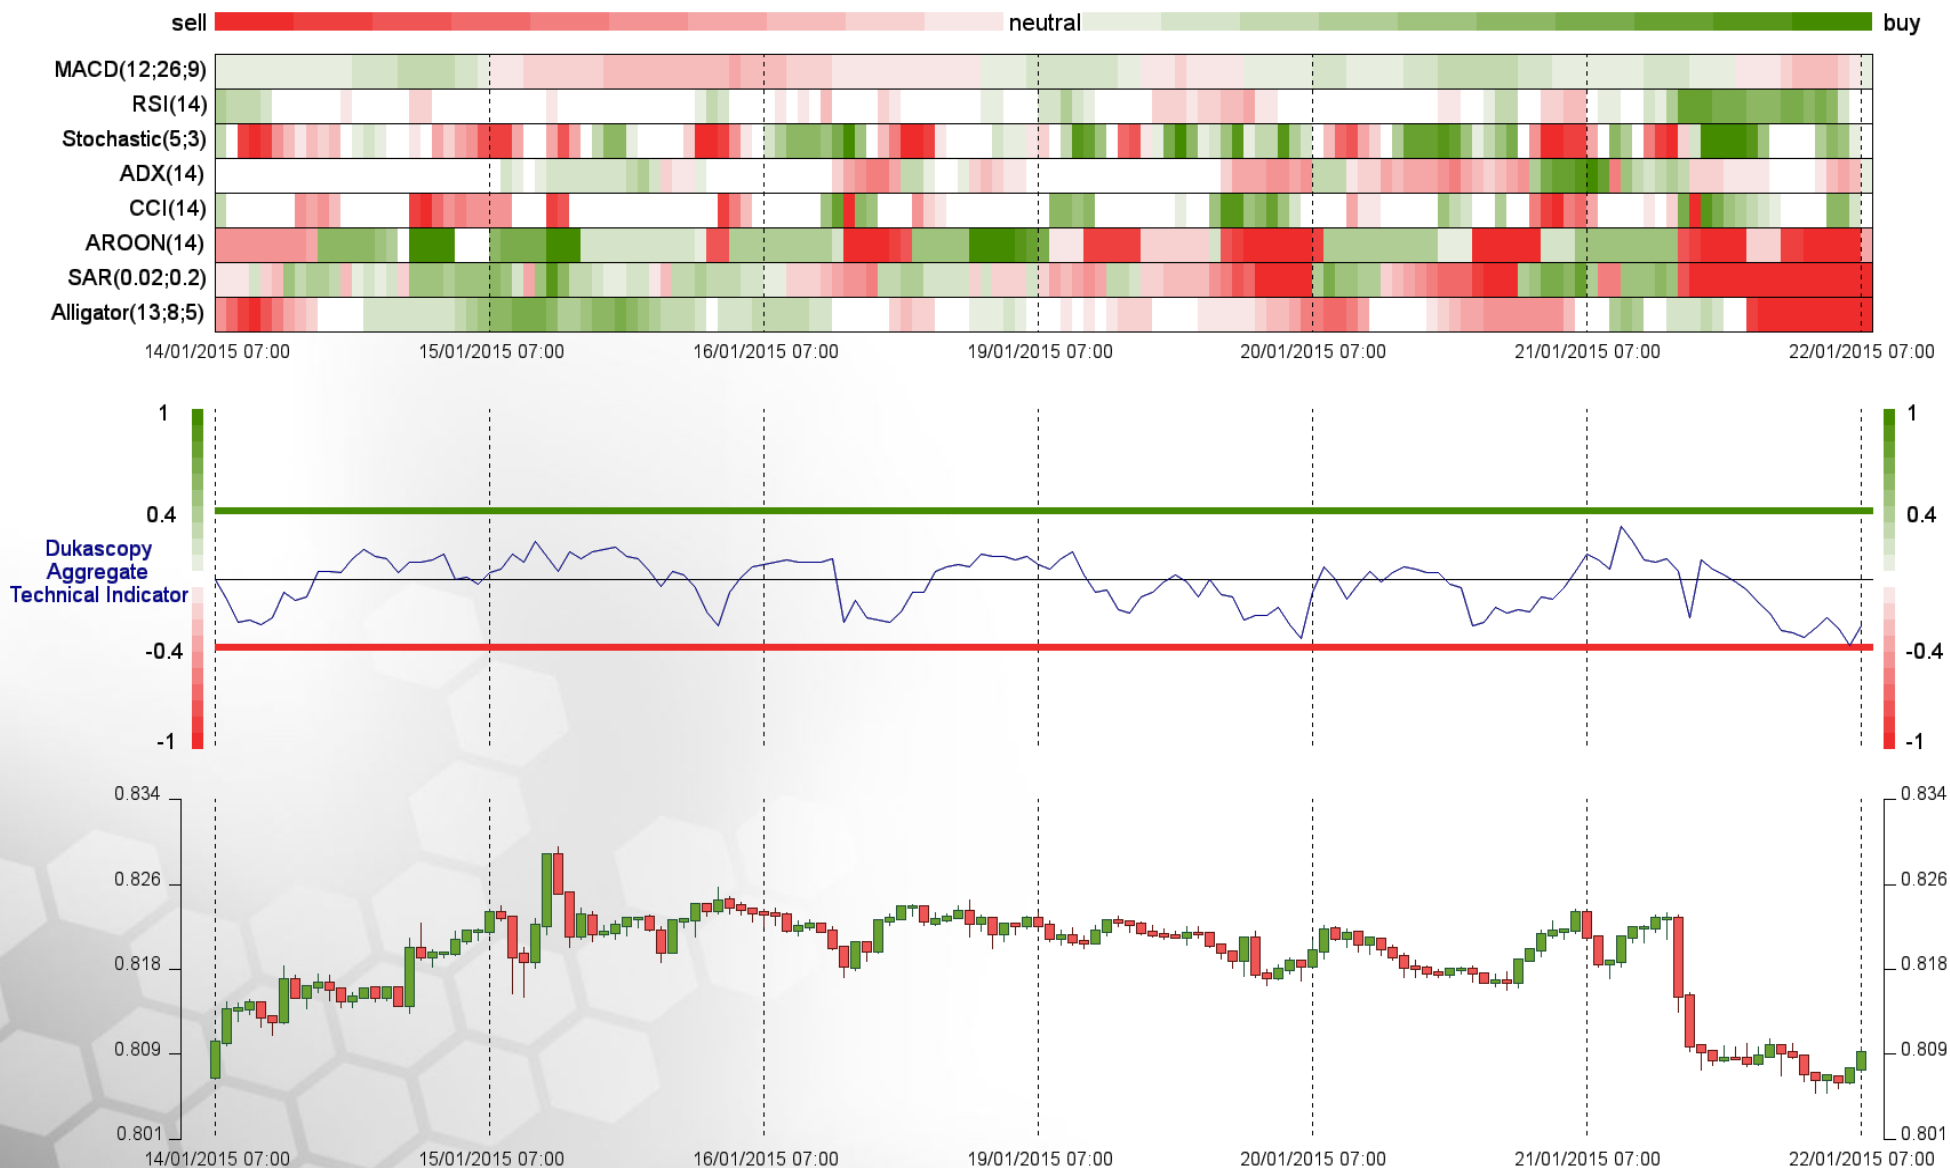 sell neutral buy
MACD(12;26;9)
RSI(14)
Stochastic(5;3)
ADX(14)
CCI(14)
AROON(14)
SAR(0.02;0.2)
Alligator(13;8;5)
14/01/2015 07:00 15/01/2015 07:00 16/01/2015 07:00 19/01/2015 07:00 20/01/2015 07:00 21/01/2015 07:00 22/01/2015 07:00
1 1
0.4 0.4
Dukascopy
Aggregate
Technical Indicator
-0.4 -0.4
-1 -1
0.834 0.834
0.826 0.826
0.818 0.818
0.809 0.809
0.801 0.801
14/01/2015 07:00 15/01/2015 07:00 16/01/2015 07:00 19/01/2015 07:00 20/01/2015 07:00 21/01/2015 07:00 22/01/2015 07:00